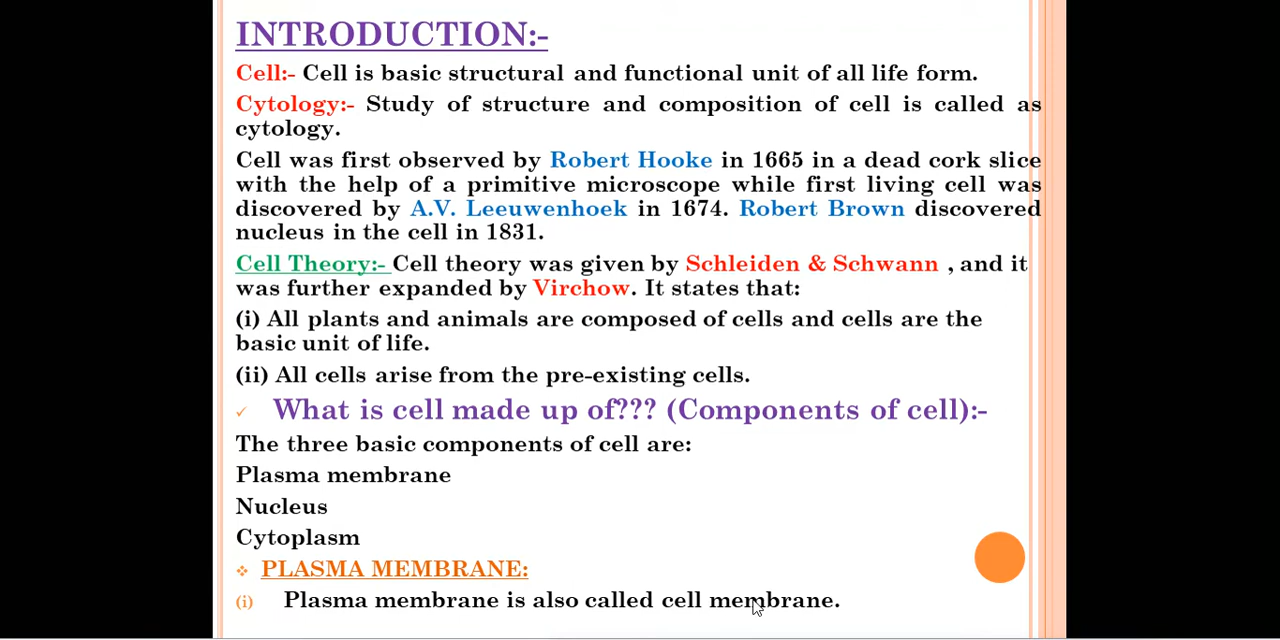 INTRODUCTION:-
Cell:- Cell is basic structural and functional unit of all life form.
Cytology:- Study of structure and composition of cell is called as
cytology.
Cell was first observed by Robert Hooke in 1665 in a dead cork slice
with the help of a primitive microscope while first living cell was
discovered by A.V. Leeuwenhoek in 1674. Robert Brown discovered
nucleus in the cell in 1831.
Cell Theory:- Cell theory was given by Schleiden & Schwann , and it
was further expanded by Virchow. It states that:
(i) All plants and animals are composed of cells and cells are the
basic unit of life.
(ii) All cells arise from the pre-existing cells.
✓ What is cell made up of??? (Components of cell):-
The three basic components of cell are:
Plasma membrane
Nucleus
Cytoplasm
❖ PLASMA MEMBRANE:
(i) Plasma membrane is also called cell membrane.